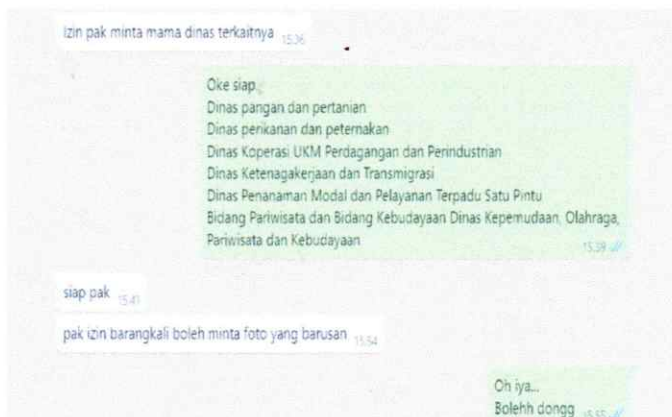 Izin pak minta mama dinas terkaitnya 15.36
Oke siap
Dinas pangan dan pertanian
Dinas perikanan dan peternakan
Dinas Koperasi UKM Perdagangan dan Perindustrian
Dinas Ketenagakerjaan dan Transmigrasi
Dinas Penanaman Modal dan Pelayanan Terpadu Satu Pintu
Bidang Pariwisata dan Bidang Kebudayaan Dinas Kepemudaan, Olahraga,
Pariwisata dan Kebudayaan 15.39
siap pak 15.41
pak izin barangkali boleh minta foto yang barusan 15.54
Oh iya...
Bolehh dongg 15.55